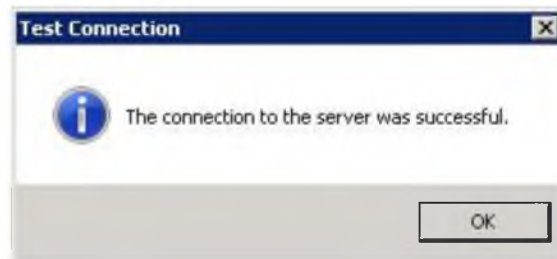 Test Connection
The connection to the server was successful.
OK